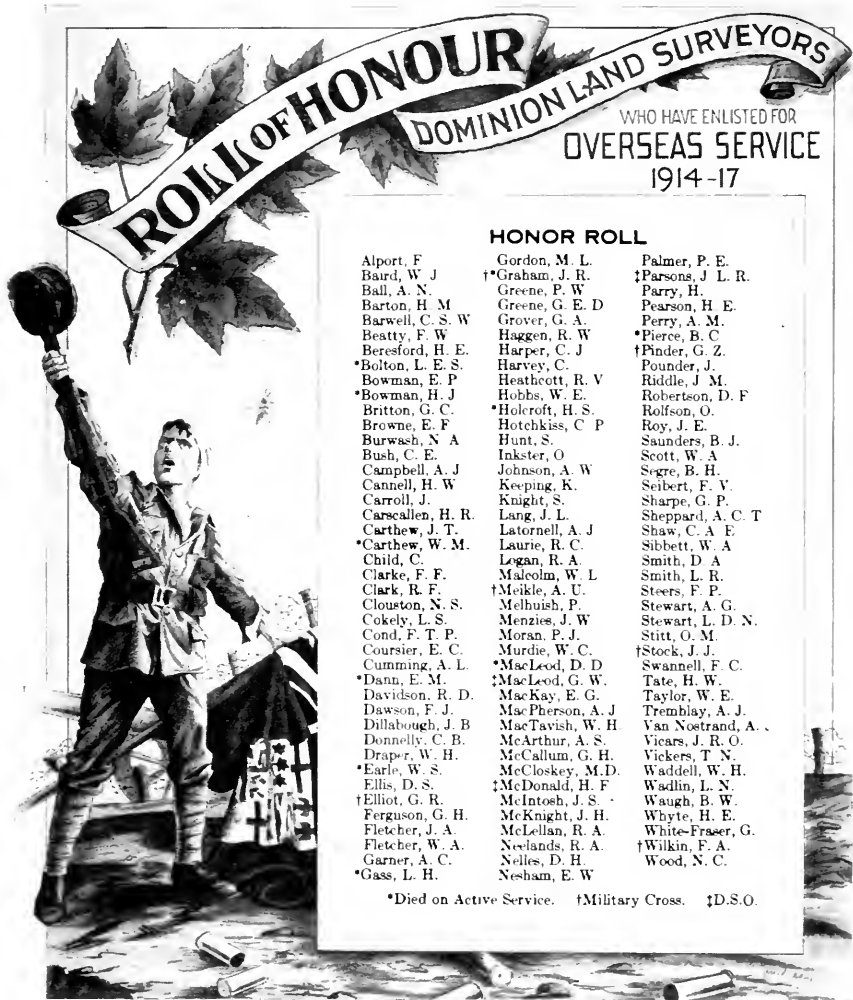 ROLL OF HONOUR
DOMINION LAND SURVEYORS
WHO HAVE ENLISTED FOR
OVERSEAS SERVICE
1914-17
HONOR ROLL
Alport, F
Baird, W J
Ball, A. N.
Barton, H M
Barwell, C. S. W
Beatty, F. W
Beresford, H. E.
*Bolton, L. E. S.
Bowman, E. P
*Bowman, H. J
Britton, G. C.
Browne, E. F
Burwash, N A
Bush, C. E.
Campbell, A. J
Cannell, H. W
Carroll, J.
Carscallen, H. R.
Carthew, J. T.
*Carthew, W. M.
Child, C.
Clarke, F. F.
Clark, R. F.
Clouston, N. S.
Cokely, L. S.
Cond, F. T. P.
Coursier, E. C.
Cumming, A. L.
*Dann, E. M.
Davidson, R. D.
Dawson, F. J.
Dillabough, J. B
Donnelly, C. B.
Draper, W. H.
*Earle, W. S.
Ellis, D. S.
†Elliot, G. R.
Ferguson, G. H.
Fletcher, J. A.
Fletcher, W. A.
Garner, A. C.
*Gass, L. H.
Gordon, M. L.
†*Graham, J. R.
Greene, P. W
Greene, G. E. D
Grover, G. A.
Haggen, R. W
Harper, C. J
Harvey, C.
Heathcott, R. V
Hobbs, W. E.
*Holcroft, H. S.
Hotchkiss, C P
Hunt, S.
Inkster, O
Johnson, A. W
Keeping, K.
Knight, S.
Lang, J. L.
Latornell, A. J
Laurie, R. C.
Logan, R. A.
Malcolm, W. L
†Meikle, A. U.
Melhuish, P.
Menzies, J. W
Moran, P. J.
Murdie, W. C.
*MacLeod, D. D
‡MacLeod, G. W.
MacKay, E. G.
MacPherson, A. J
MacTavish, W. H
McArthur, A. S.
McCallum, G. H.
McCloskey, M.D.
‡McDonald, H. F
McIntosh, J. S.
McKnight, J. H.
McLellan, R. A.
Neelands, R. A.
Nelles, D. H.
Nesham, E. W
Palmer, P. E.
‡Parsons, J L. R.
Parry, H.
Pearson, H. E.
Perry, A. M.
*Pierce, B. C
†Pinder, G. Z.
Pounder, J.
Riddle, J M.
Robertson, D. F
Rolfson, O.
Roy, J. E.
Saunders, B. J.
Scott, W. A
Segre, B. H.
Seibert, F. V.
Sharpe, G. P.
Sheppard, A. C. T
Shaw, C. A E
Sibbett, W. A
Smith, D. A
Smith, L. R.
Steers, F. P.
Stewart, A. G.
Stewart, L. D. N.
Stitt, O. M.
†Stock, J. J.
Swannell, F. C.
Tate, H. W.
Taylor, W. E.
Tremblay, A. J.
Van Nostrand, A.
Vicars, J. R. O.
Vickers, T N.
Waddell, W. H.
Wadlin, L. N.
Waugh, B. W.
Whyte, H. E.
White-Fraser, G.
†Wilkin, F. A.
Wood, N. C.
*Died on Active Service. †Military Cross. ‡D.S.O.